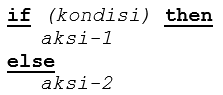 if (kondisi) then
aksi-1
else
aksi-2